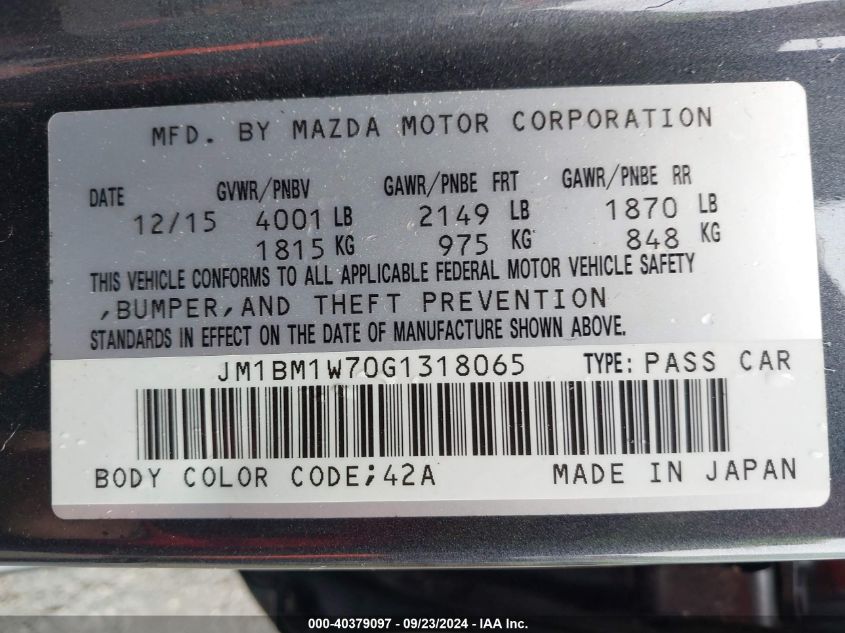 MFD. BY MAZDA MOTOR CORPORATION
DATE GVWR/PNBV GAWR/PNBE FRT GAWR/PNBE RR
12/15 4001 LB 2149 LB 1870 LB
1815 KG 975 KG 848 KG
THIS VEHICLE CONFORMS TO ALL APPLICABLE FEDERAL MOTOR VEHICLE SAFETY
,BUMPER,AND THEFT PREVENTION
STANDARDS IN EFFECT ON THE DATE OF MANUFACTURE SHOWN ABOVE.
JM1BM1W70G1318065 TYPE: PASS CAR
BODY COLOR CODE;42A MADE IN JAPAN
000-40379097 - 09/23/2024 - IAA Inc.